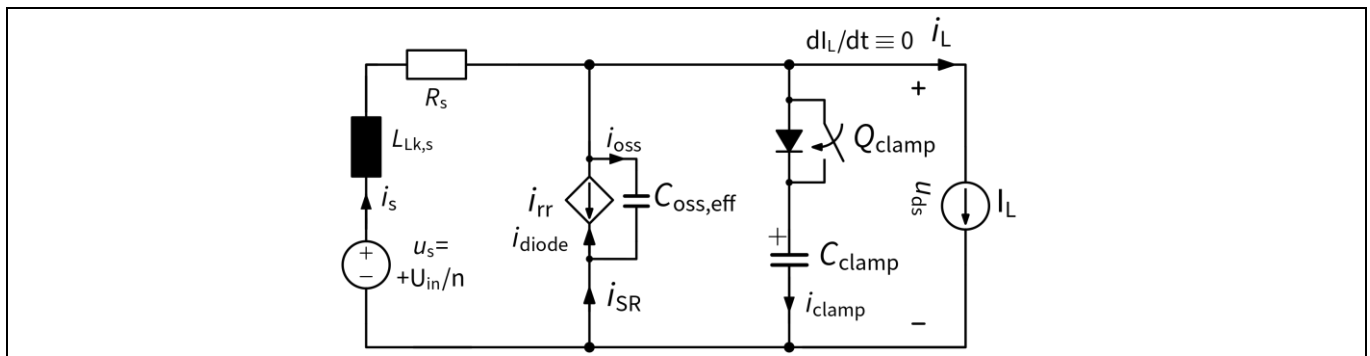 dI_L/dt ≡ 0
i_L
+
R_s
L_Lk,s
i_oss
Q_clamp
u_ds
i_s
i_rr
C_oss,eff
I_L
i_diode
+
−
u_s=
+U_in/n
+
C_clamp
i_SR
i_clamp
−